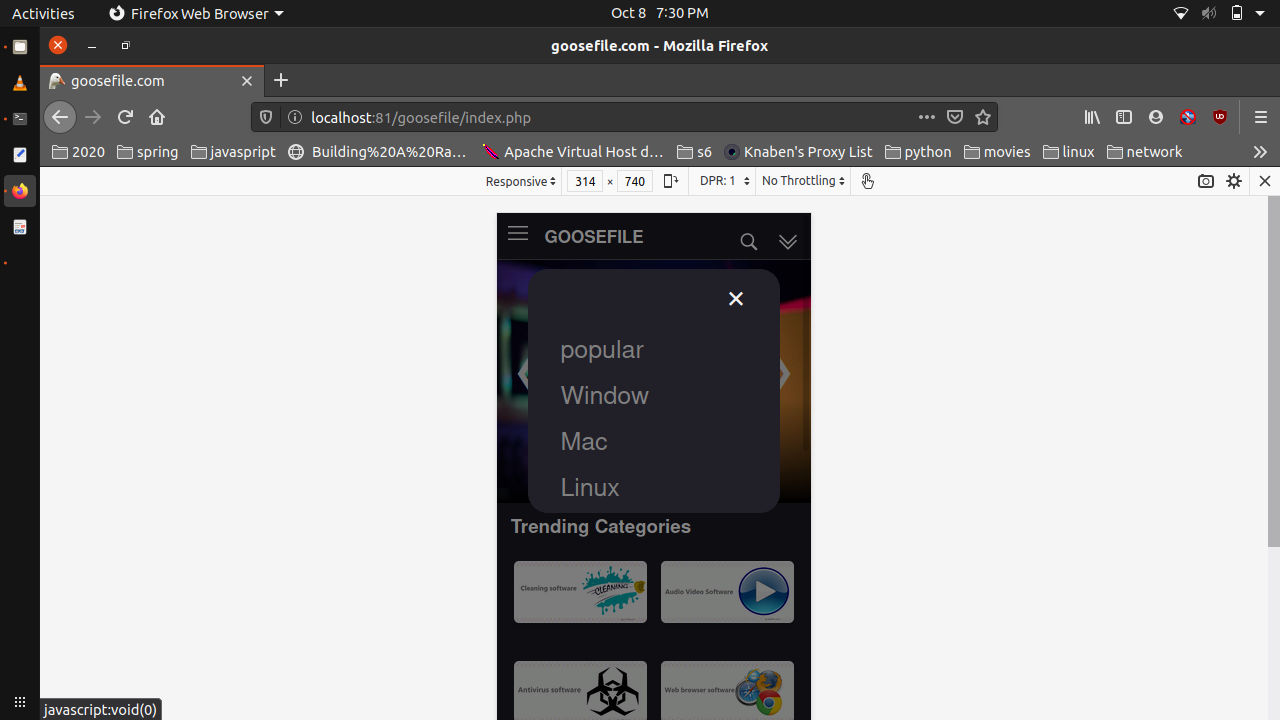 Activities Firefox Web Browser Oct 8 7:30 PM
goosefile.com - Mozilla Firefox
goosefile.com
localhost:81/goosefile/index.php
2020 spring javasript Building%20A%20Ra… Apache Virtual Host d… s6 Knaben's Proxy List python movies linux network
Responsive 314 × 740 DPR: 1 No Throttling
GOOSEFILE
×
popular
Window
Mac
Linux
Trending Categories
Cleaning software CLEANING Audio Video Software
Antivirus software Web browser software
javascript:void(0)